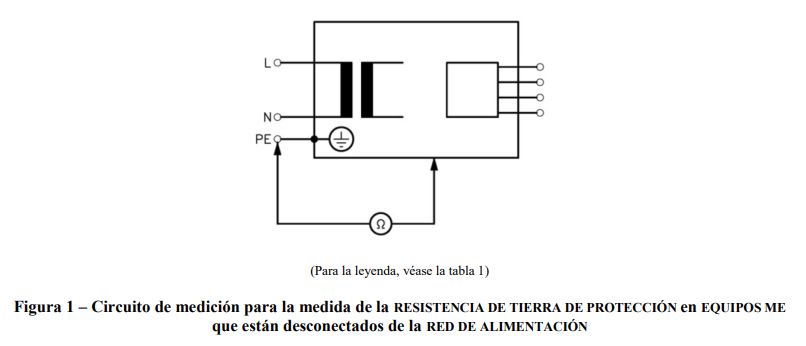 L
N
PE
Ω
(Para la leyenda, véase la tabla 1)
Figura 1 – Circuito de medición para la medida de la RESISTENCIA DE TIERRA DE PROTECCIÓN en EQUIPOS ME
que están desconectados de la RED DE ALIMENTACIÓN